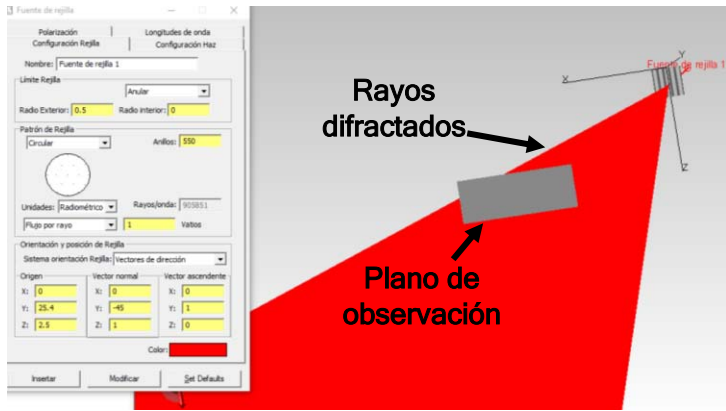 Fuente de rejilla
Polarización
Longitudes de onda
Configuración Rejilla
Configuración Haz
Nombre: Fuente de rejilla 1
Límite Rejilla
Anular
Radio Exterior: 0.5 Radio interior: 0
Patrón de Rejilla
Circular Anillos: 550
Unidades: Radiométrico Rayos/onda: 905851
Flujo por rayo 1 Vatios
Orientación y posición de Rejilla
Sistema orientación Rejilla: Vectores de dirección
Origen Vector normal Vector ascendente
X: 0 X: 0 X: 0
Y: 25.4 Y: -45 Y: 1
Z: 2.5 Z: 1 Z: 0
Color:
Insertar Modificar Set Defaults
Rayos
difractados
Plano de
observación
Y
Fuente de rejilla 1
X
Z